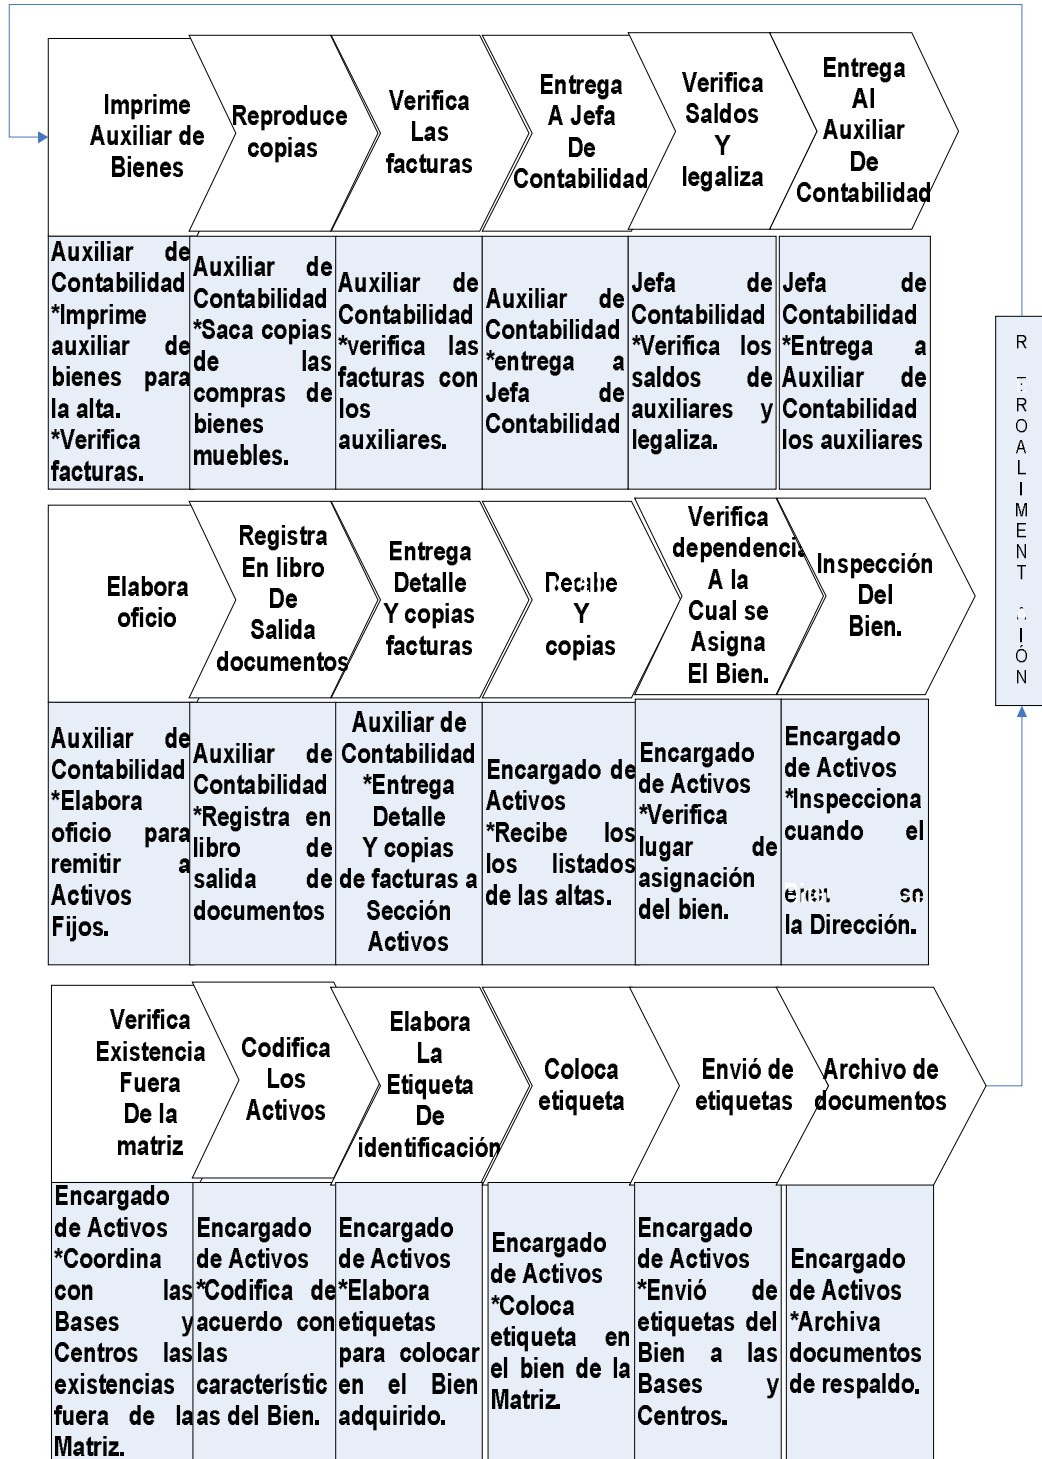 Imprime
Auxiliar de
Bienes
Reproduce
copias
Verifica
Las
facturas
Entrega
A Jefa
De
Contabilidad
Verifica
Saldos
Y
legaliza
Entrega
Al
Auxiliar
De
Contabilidad
Auxiliar de
Contabilidad
*Imprime
auxiliar de
bienes para
la alta.
*Verifica
facturas.
Auxiliar de
Contabilidad
*Saca copias
de las
compras de
bienes
muebles.
Auxiliar de
Contabilidad
*verifica las
facturas con
los
auxiliares.
Auxiliar de
Contabilidad
*entrega a
Jefa de
Contabilidad
Jefa de
Contabilidad
*Verifica los
saldos de
auxiliares y
legaliza.
Jefa de
Contabilidad
*Entrega a
Auxiliar de
Contabilidad
los auxiliares
Elabora
oficio
Registra
En libro
De
Salida
documentos
Entrega
Detalle
Y copias
facturas
Recibe
Y
copias
Verifica
dependencia
A la
Cual se
Asigna
El Bien.
Inspección
Del
Bien.
Auxiliar de
Contabilidad
*Elabora
oficio para
remitir a
Activos
Fijos.
Auxiliar de
Contabilidad
*Registra en
libro de
salida de
documentos
Auxiliar de
Contabilidad
*Entrega
Detalle
Y copias
de facturas a
Sección
Activos
Encargado de
Activos
*Recibe los
los listados
de las altas.
Encargado
de Activos
*Verifica
lugar de
asignación
del bien.
Encargado
de Activos
*Inspecciona
cuando el
la Dirección.
Verifica
Existencia
Fuera
De la
matriz
Codifica
Los
Activos
Elabora
La
Etiqueta
De
identificación
Coloca
etiqueta
Envió de
etiquetas
Archivo de
documentos
Encargado
de Activos
*Coordina
con las
Bases y
Centros las
existencias
fuera de la
Matriz.
Encargado
de Activos
*Codifica de
acuerdo con
las
característic
as del Bien.
Encargado
de Activos
*Elabora
etiquetas
para colocar
en el Bien
adquirido.
Encargado
de Activos
*Coloca
etiqueta en
el bien de la
Matriz.
Encargado
de Activos
*Envió de
etiquetas del
Bien a las
Bases y
Centros.
Encargado
de Activos
*Archiva
documentos
de respaldo.
RETROALIMENTACIÓN